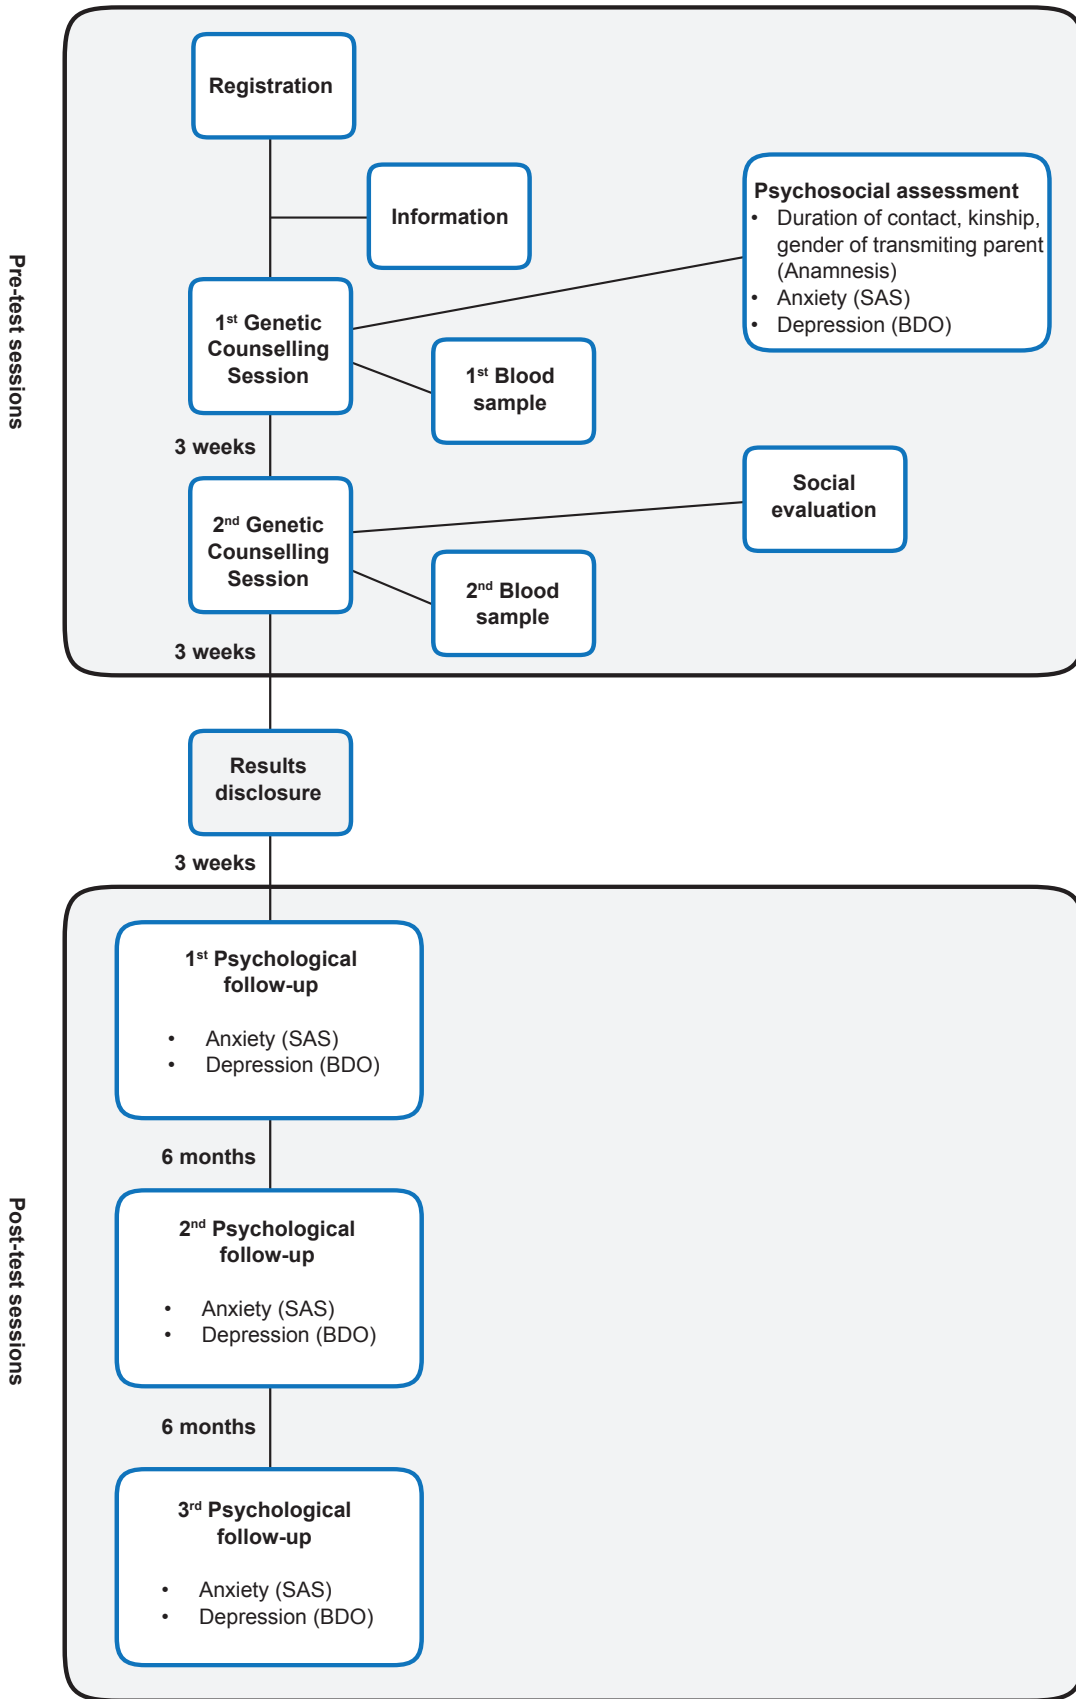 Pre-test sessions
Registration
Information
Psychosocial assessment
• Duration of contact, kinship,
gender of transmiting parent
(Anamnesis)
• Anxiety (SAS)
• Depression (BDO)
1st Genetic
Counselling
Session
1st Blood
sample
3 weeks
2nd Genetic
Counselling
Session
Social
evaluation
2nd Blood
sample
3 weeks
Results
disclosure
3 weeks
Post-test sessions
1st Psychological
follow-up
• Anxiety (SAS)
• Depression (BDO)
6 months
2nd Psychological
follow-up
• Anxiety (SAS)
• Depression (BDO)
6 months
3rd Psychological
follow-up
• Anxiety (SAS)
• Depression (BDO)